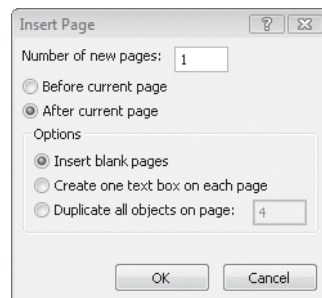 Insert Page
Number of new pages: 1
Before current page
After current page
Options
Insert blank pages
Create one text box on each page
Duplicate all objects on page: 4
OK Cancel